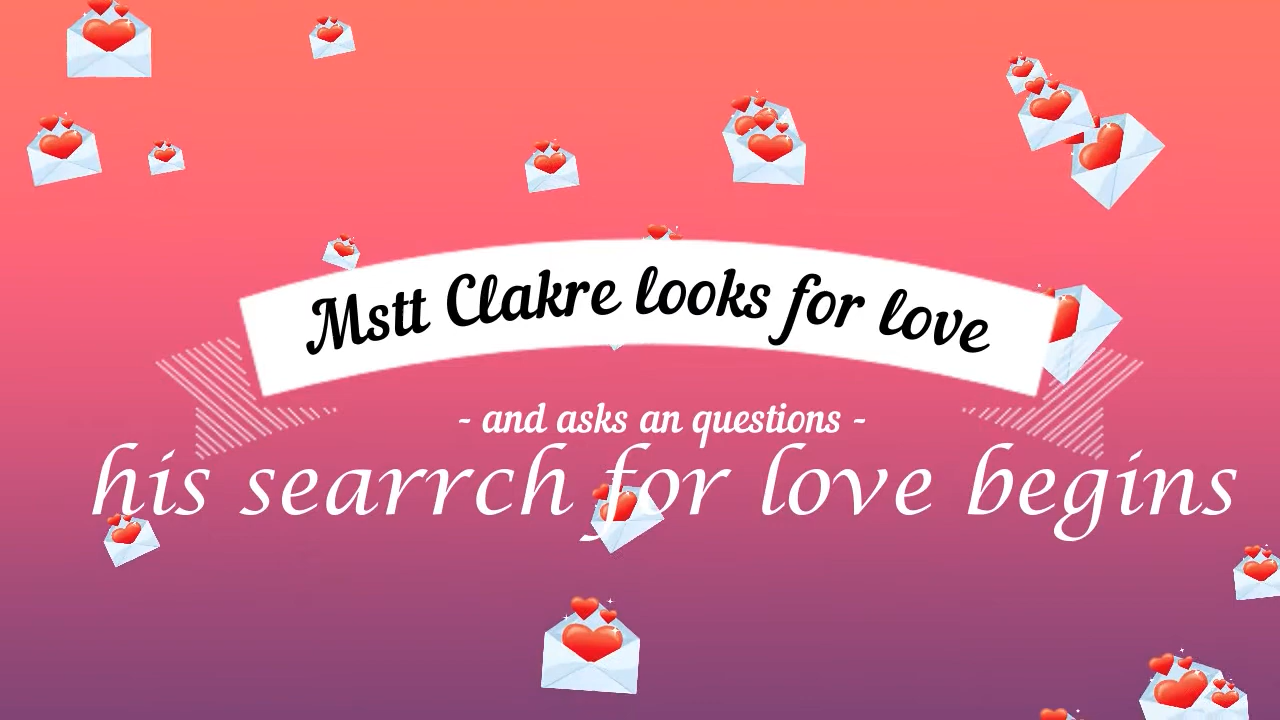 Mstt Clakre looks for love
- and asks an questions -
his searrch for love begins